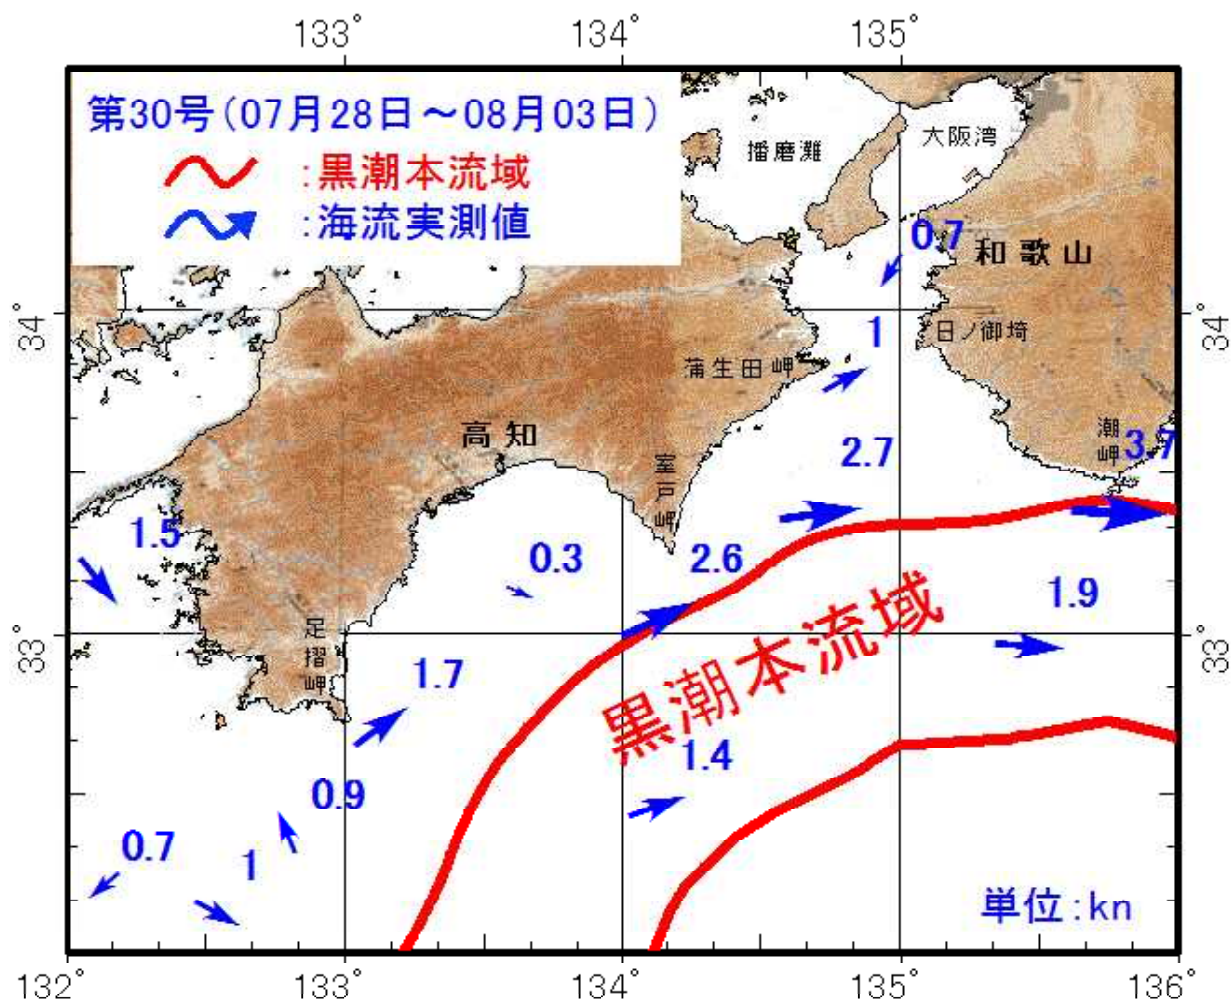 133° 134° 135°
第30号(07月28日～08月03日)
:黒潮本流域
:海流実測値
播磨灘
大阪湾
0.7
和歌山
34°
34°
1
日ノ御埼
蒲生田岬
高知
2.7
潮岬
3.7
室戸岬
1.5
0.3
2.6
1.9
黒潮本流域
33°
33°
足摺岬
1.7
1.4
0.9
0.7
1
単位:kn
132° 133° 134° 135° 136°